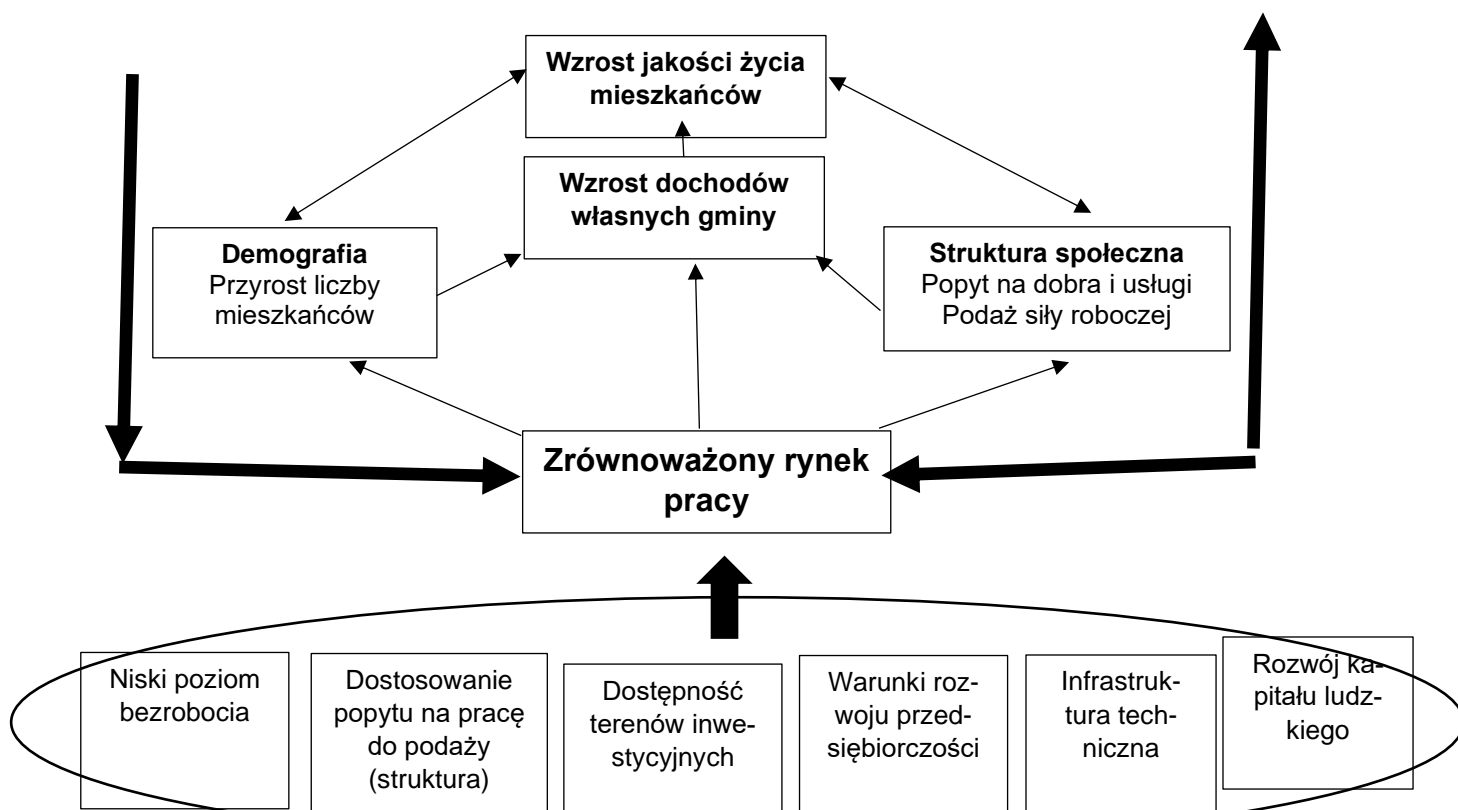 Wzrost jakości życia
mieszkańców
Wzrost dochodów
własnych gminy
Demografia
Przyrost liczby
mieszkańców
Struktura społeczna
Popyt na dobra i usługi
Podaż siły roboczej
Zrównoważony rynek
pracy
Niski poziom
bezrobocia
Dostosowanie
popytu na pracę
do podaży
(struktura)
Dostępność
terenów inwe-
stycyjnych
Warunki roz-
woju przed-
siębiorczości
Infrastruk-
tura tech-
niczna
Rozwój ka-
pitału ludz-
kiego